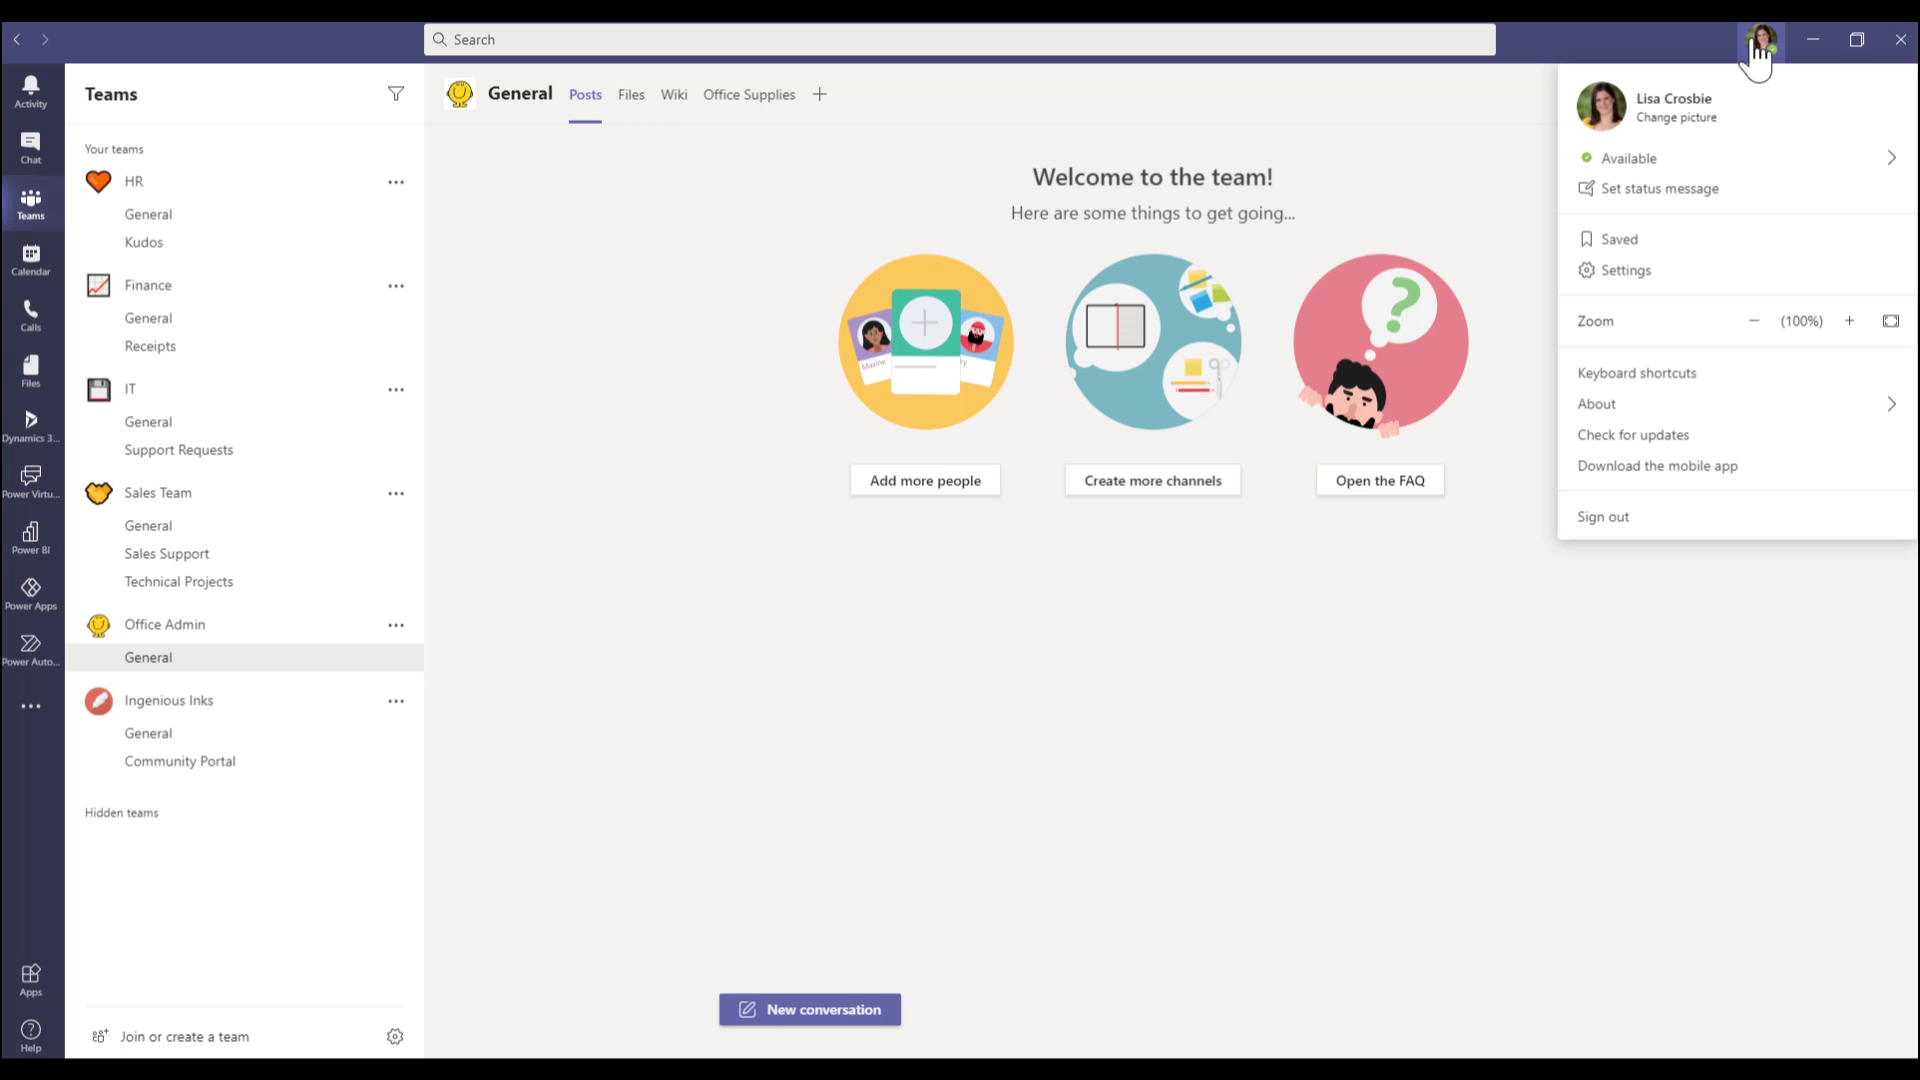 Search
Activity
Chat
Teams
Calendar
Calls
Files
Dynamics 3...
Power Virtu...
Power BI
Power Apps
Power Auto...
Apps
Help
Teams
Your teams
HR
General
Kudos
Finance
General
Receipts
IT
General
Support Requests
Sales Team
General
Sales Support
Technical Projects
Office Admin
General
Ingenious Inks
General
Community Portal
Hidden teams
Join or create a team
General Posts Files Wiki Office Supplies
Welcome to the team!
Here are some things to get going...
Maxine
Add more people
Create more channels
Open the FAQ
New conversation
Lisa Crosbie
Change picture
Available
Set status message
Saved
Settings
Zoom (100%)
Keyboard shortcuts
About
Check for updates
Download the mobile app
Sign out